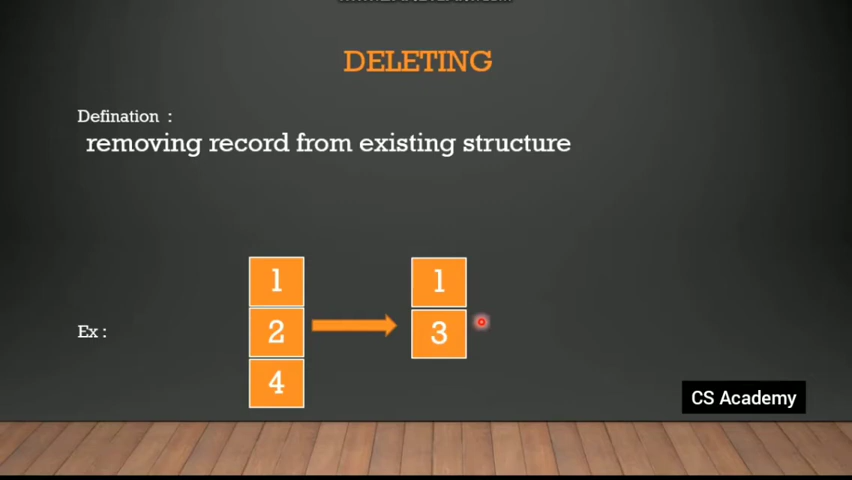 DELETING
Defination :
removing record from existing structure
1
1
Ex :
2
3
4
CS Academy